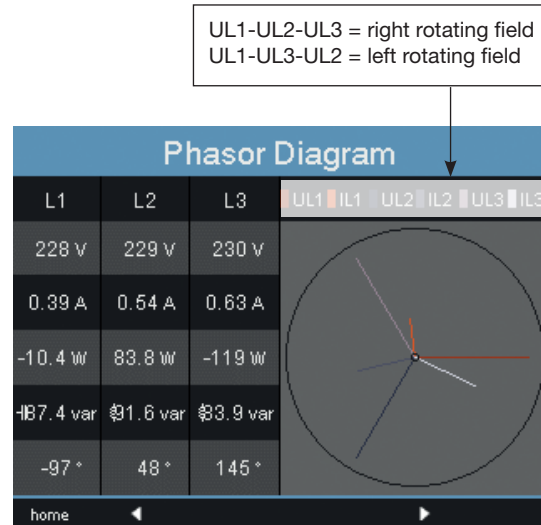 UL1-UL2-UL3 = right rotating field
UL1-UL3-UL2 = left rotating field
Phasor Diagram
L1 L2 L3 UL1 IL1 UL2 IL2 UL3 IL3
228 V 229 V 230 V
0.39 A 0.54 A 0.63 A
-10.4 W 83.8 W -119 W
var var var
-97 ° 48 ° 145 °
home